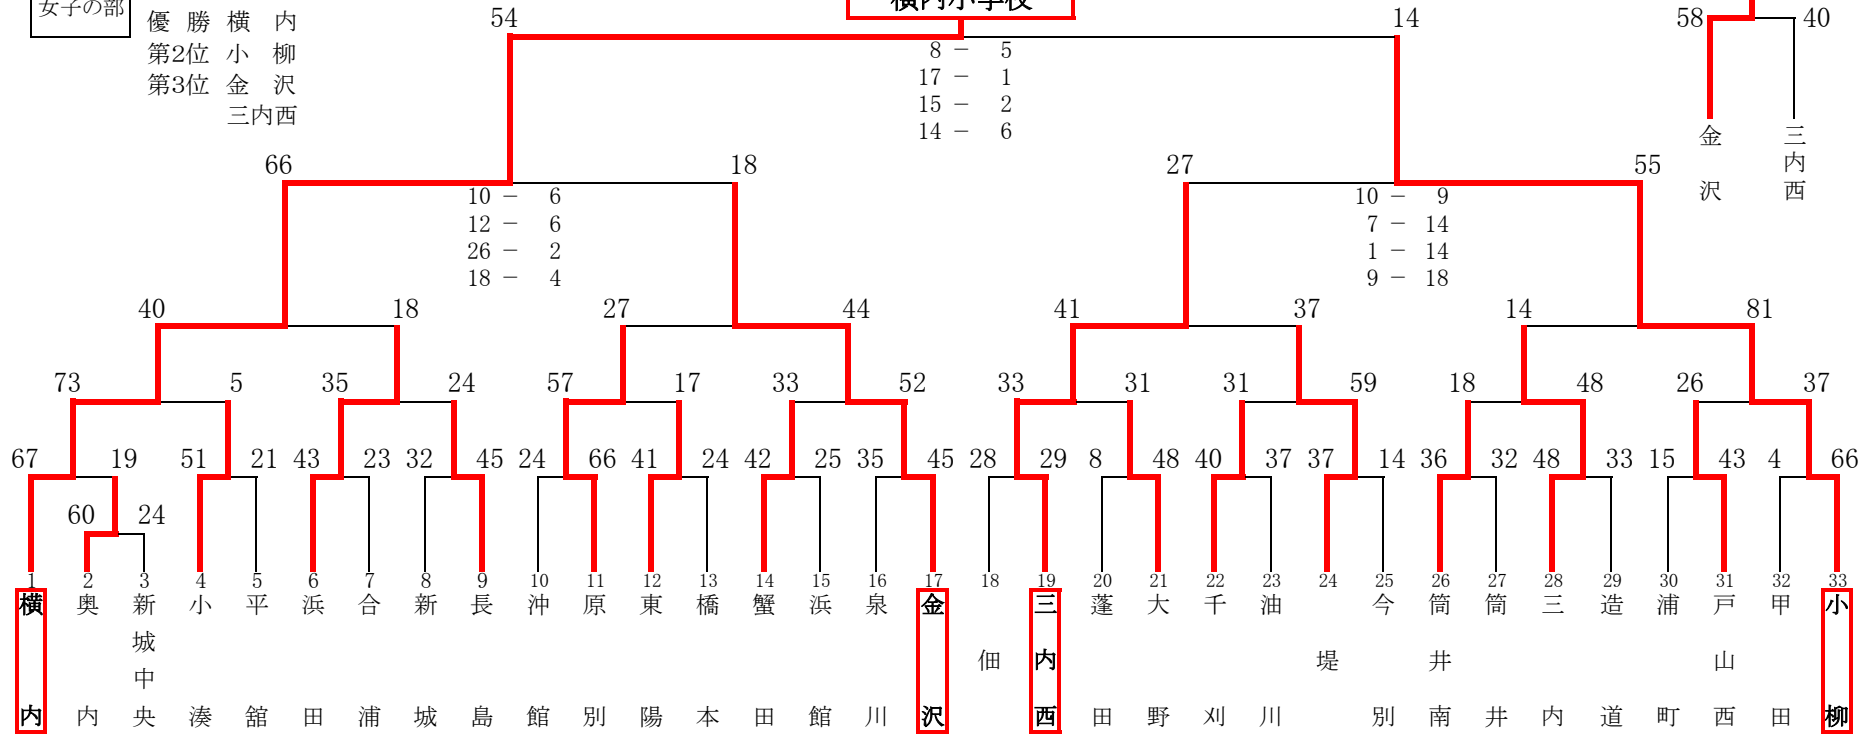 女子の部
優勝 横内
第2位 小柳
第3位 金沢
三内西
横内小学校
54 14
8 － 5
17 － 1
15 － 2
14 － 6
58 40
金沢
三内西
66 18 27 55
10 － 6
12 － 6
26 － 2
18 － 4
10 － 9
7 － 14
1 － 14
9 － 18
40 18 27 44 41 37 14 81
73 5 35 24 57 17 33 52 33 31 31 59 18 48 26 37
67 19 51 21 43 23 32 45 24 66 41 24 42 25 35 45 28 29 8 48 40 37 37 14 36 32 48 33 15 43 4 66
60 24
1 横内
2 奥内
3 新城中央
4 小湊
5 平舘
6 浜田
7 合浦
8 新城
9 長島
10 沖館
11 原別
12 東陽
13 橋本
14 蟹田
15 浜館
16 泉川
17 金沢
18 佃
19 三内西
20 蓬田
21 大野
22 千刈
23 油川
24 堤
25 今別
26 筒井南
27 筒井
28 三内
29 造道
30 浦町
31 戸山西
32 甲田
33 小柳